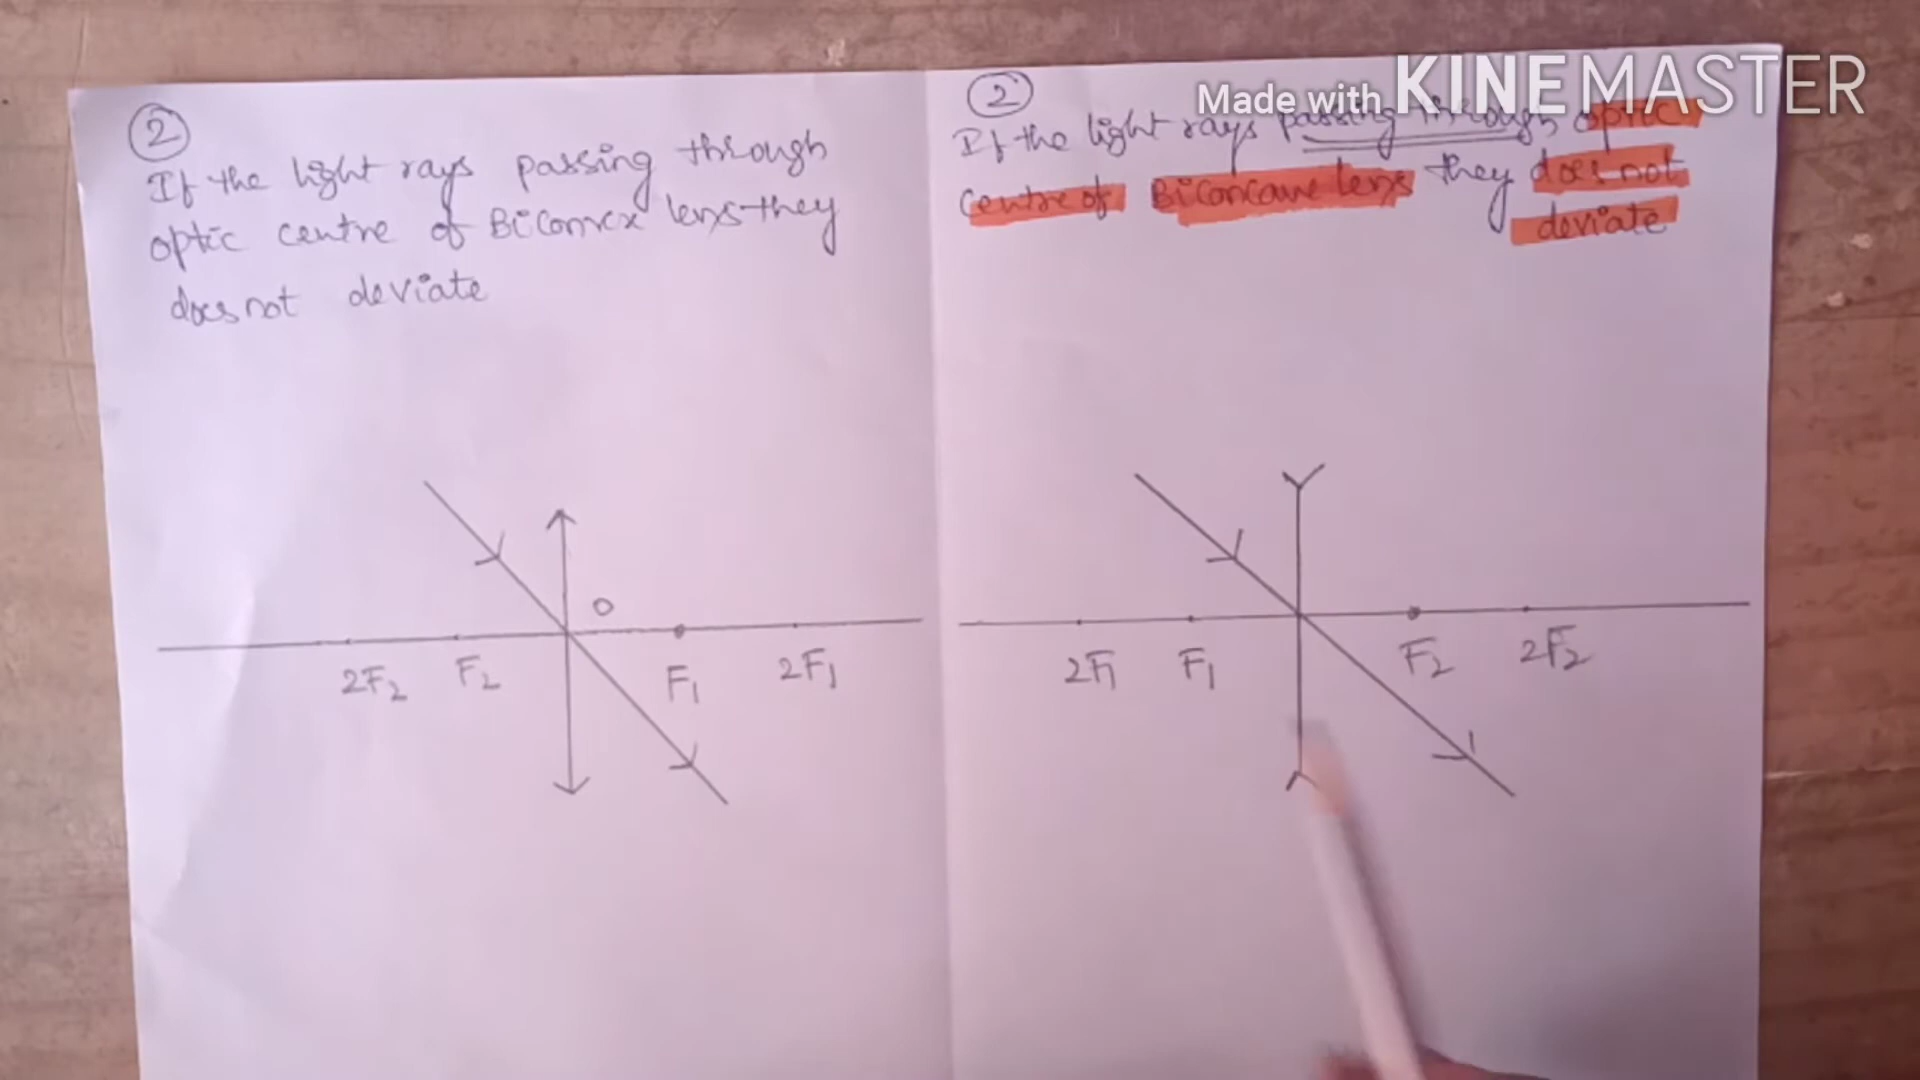 2
If the light rays passing through
optic centre of Biconvex lens they
does not deviate
2F₂
F₂
O
F₁
2F₁
Made with KINEMASTER
2
If the light rays passing through optic
centre of Biconcave lens they does not
deviate
2F₁
F₁
F₂
2F₂